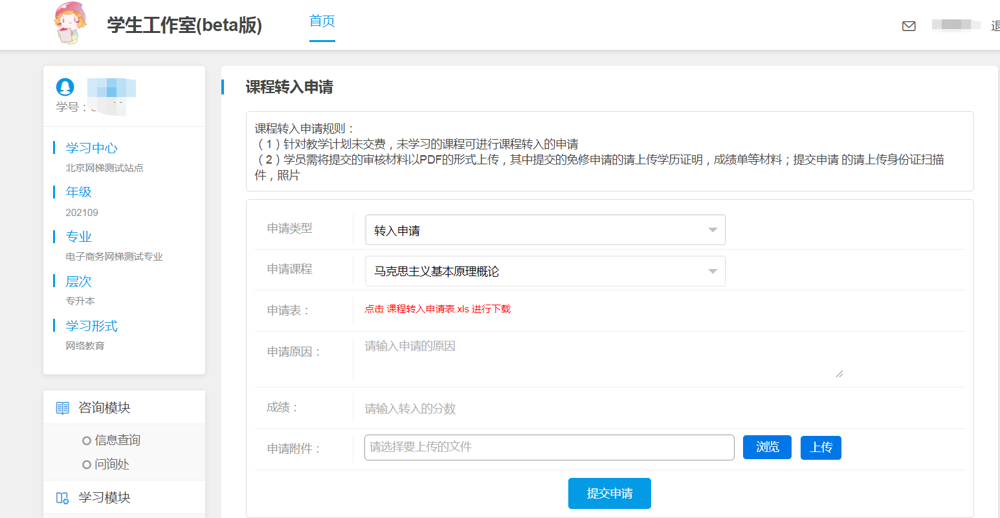 学生工作室(beta版)
首页
学号：
学习中心
北京网梯测试站点
年级
202109
专业
电子商务网梯测试专业
层次
专升本
学习形式
网络教育
咨询模块
信息查询
问询处
学习模块
课程转入申请
课程转入申请规则：
（1）针对教学计划未交费，未学习的课程可进行课程转入的申请
（2）学员需将提交的审核材料以PDF的形式上传，其中提交的免修申请的请上传学历证明，成绩单等材料；提交申请 的请上传身份证扫描
件，照片
申请类型 转入申请
申请课程 马克思主义基本原理概论
申请表： 点击 课程转入申请表.xls 进行下载
申请原因： 请输入申请的原因
成绩： 请输入转入的分数
申请附件： 请选择要上传的文件 浏览 上传
提交申请